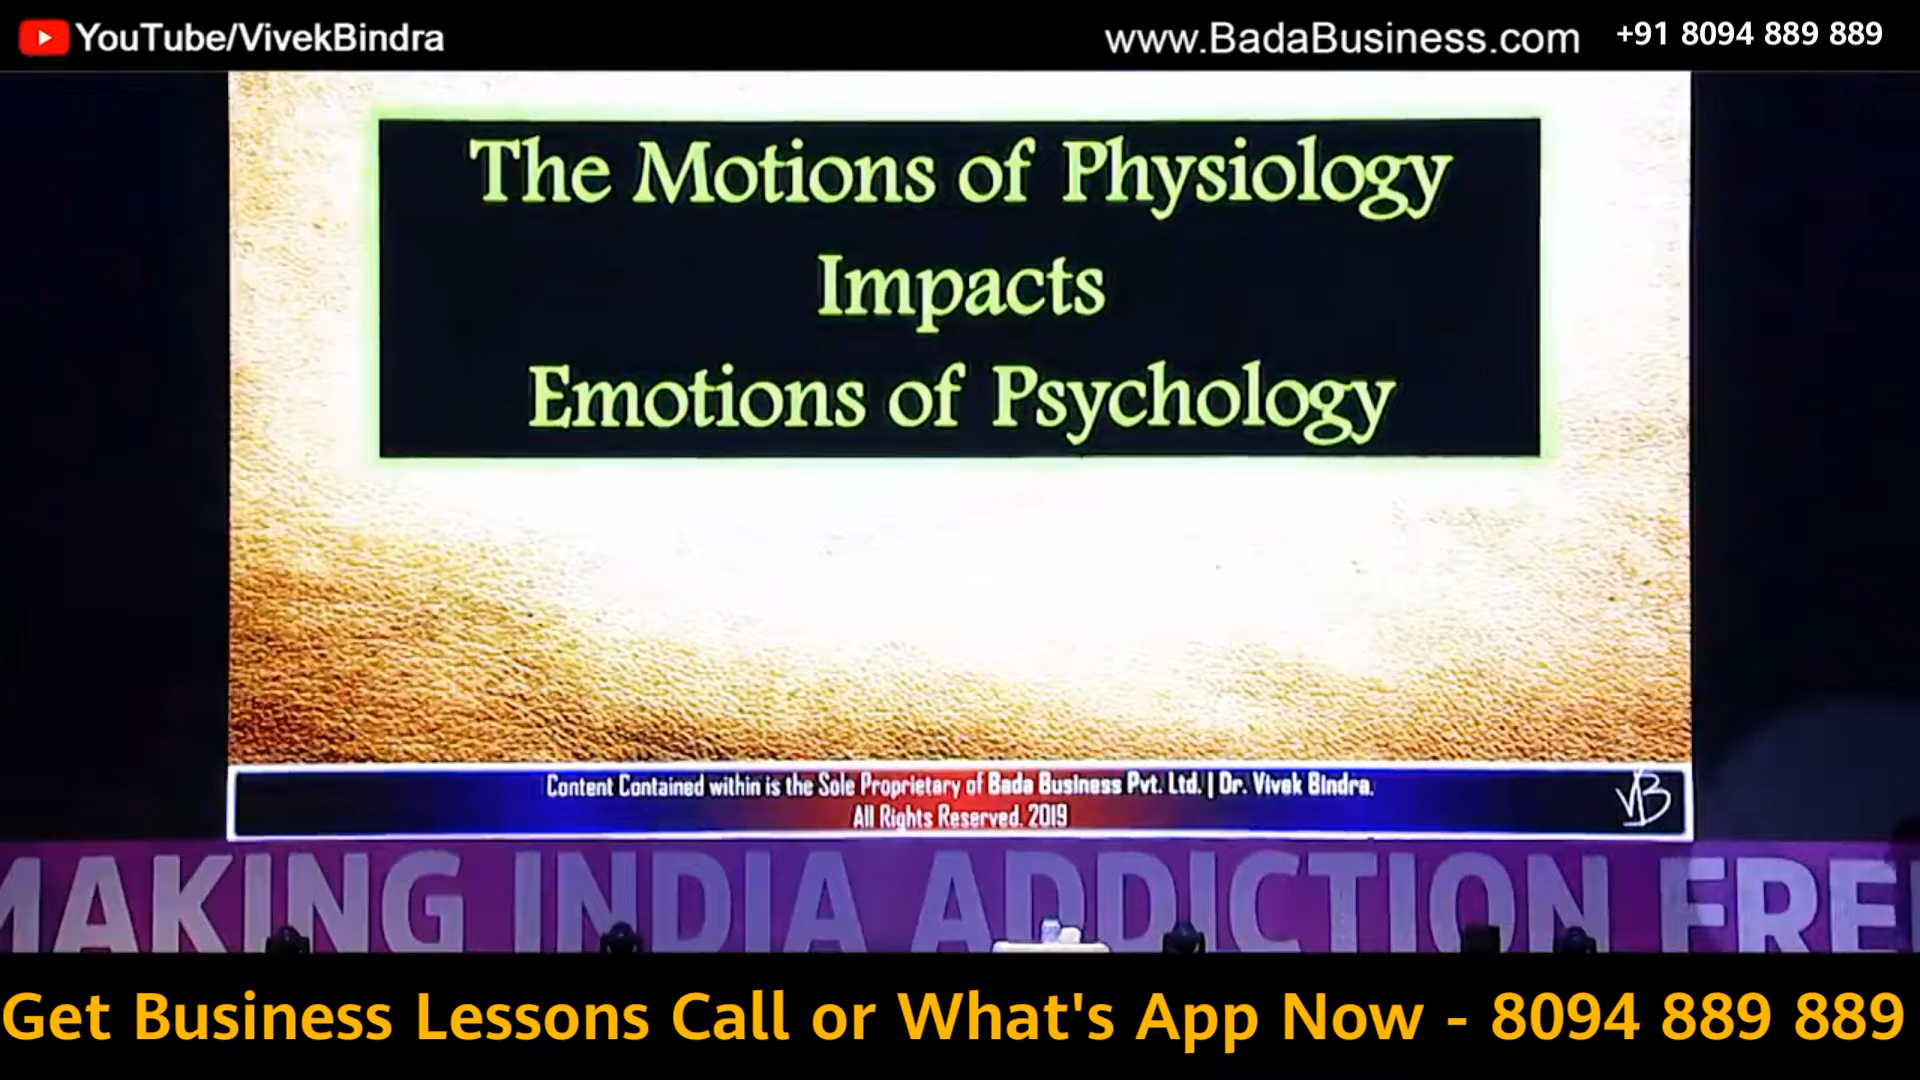 YouTube/VivekBindra
www.BadaBusiness.com +91 8094 889 889
The Motions of Physiology
Impacts
Emotions of Psychology
Content Contained within is the Sole Proprietary of Bada Business Pvt. Ltd. | Dr. Vivek Bindra.
All Rights Reserved. 2019
VB
MAKING INDIA ADDICTION FREE
Get Business Lessons Call or What's App Now - 8094 889 889